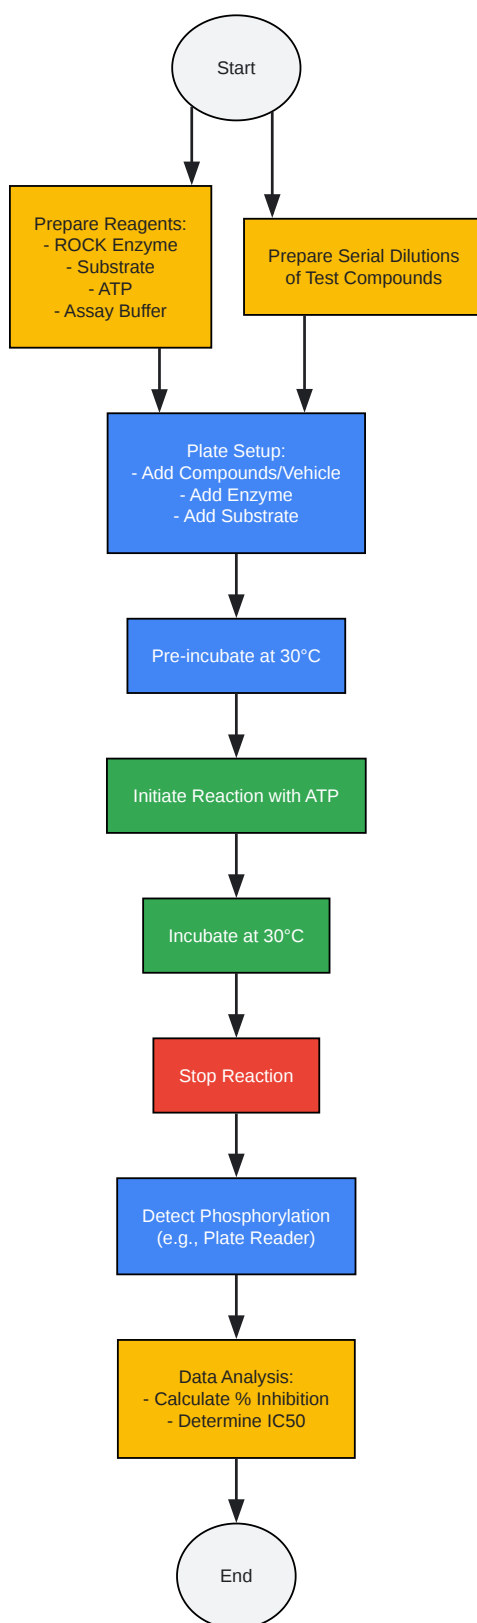 Start
Prepare Reagents:
- ROCK Enzyme
- Substrate
- ATP
- Assay Buffer
Prepare Serial Dilutions
of Test Compounds
Plate Setup:
- Add Compounds/Vehicle
- Add Enzyme
- Add Substrate
Pre-incubate at 30°C
Initiate Reaction with ATP
Incubate at 30°C
Stop Reaction
Detect Phosphorylation
(e.g., Plate Reader)
Data Analysis:
- Calculate % Inhibition
- Determine IC50
End